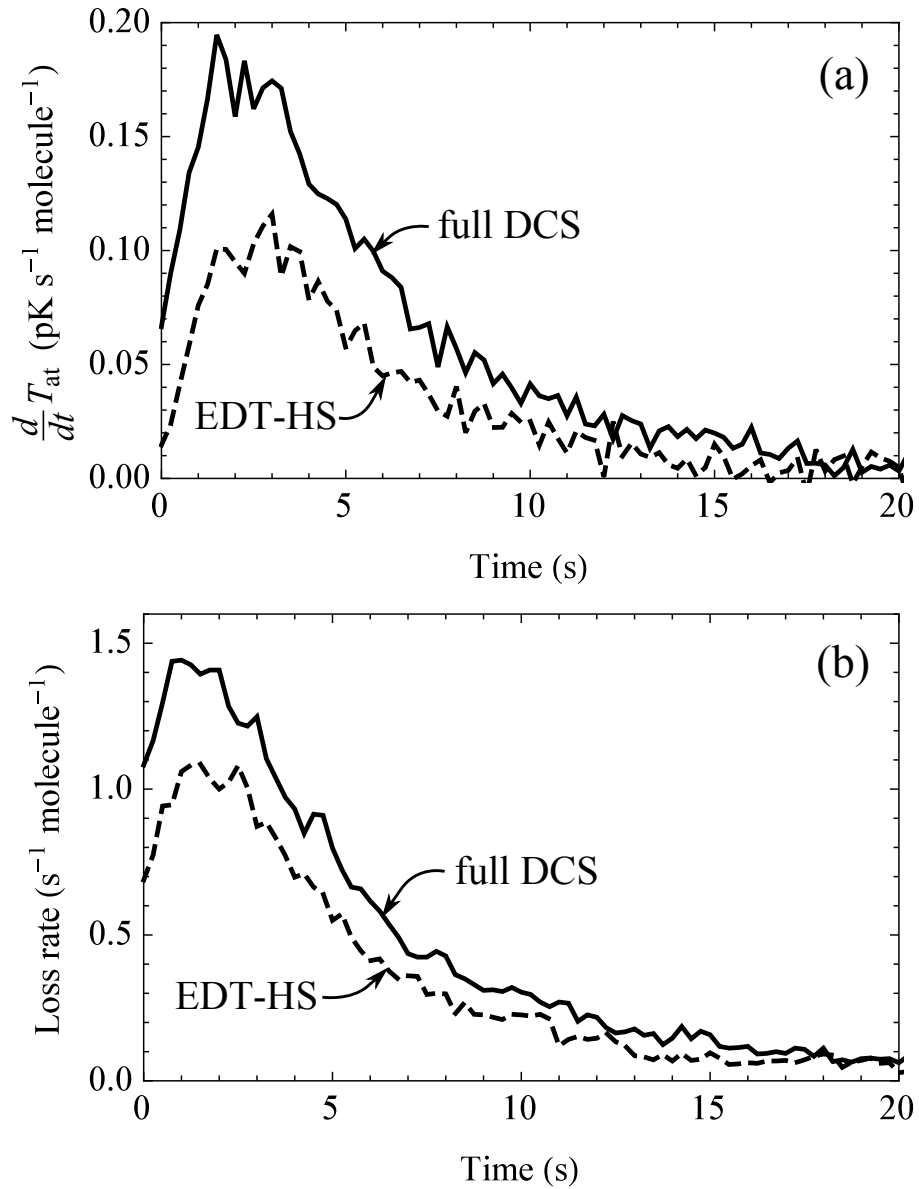 (a)
0.20
0.15
0.10
0.05
0.00
d/dt T_at (pK s⁻¹ molecule⁻¹)
full DCS
EDT-HS
0 5 10 15 20
Time (s)
(b)
1.5
1.0
0.5
0.0
Loss rate (s⁻¹ molecule⁻¹)
full DCS
EDT-HS
0 5 10 15 20
Time (s)